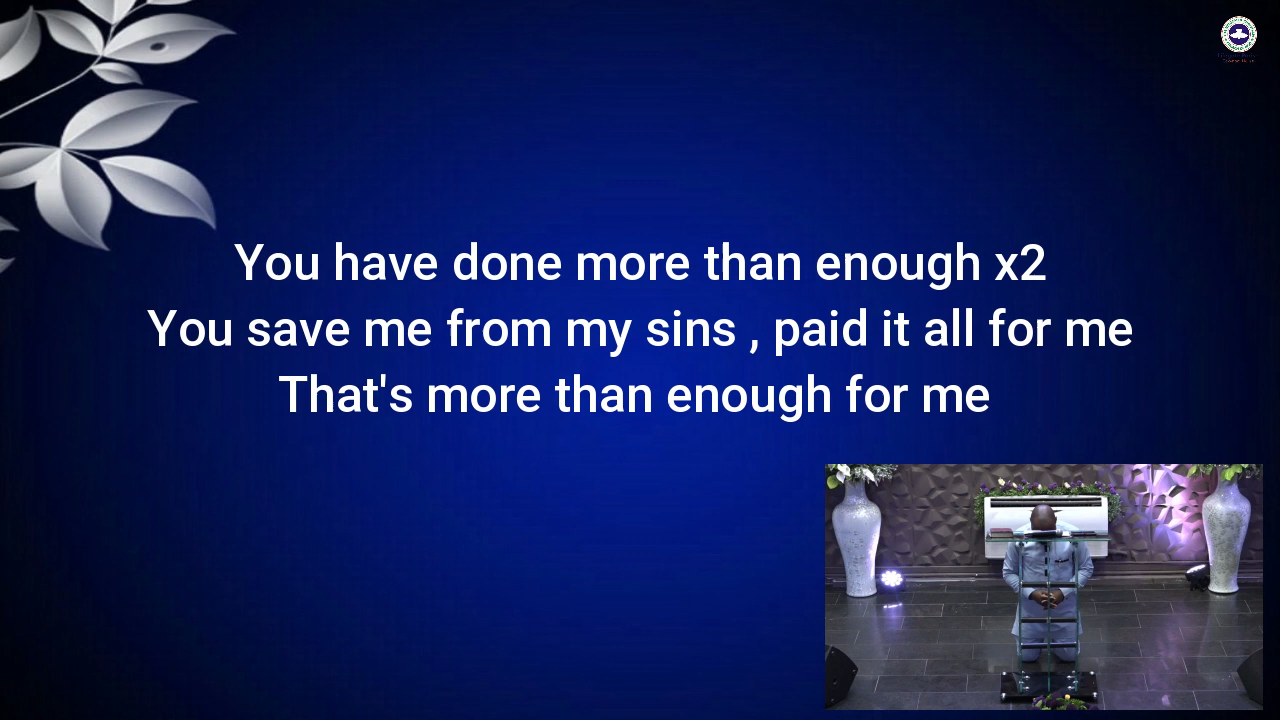 You have done more than enough x2
You save me from my sins , paid it all for me
That's more than enough for me